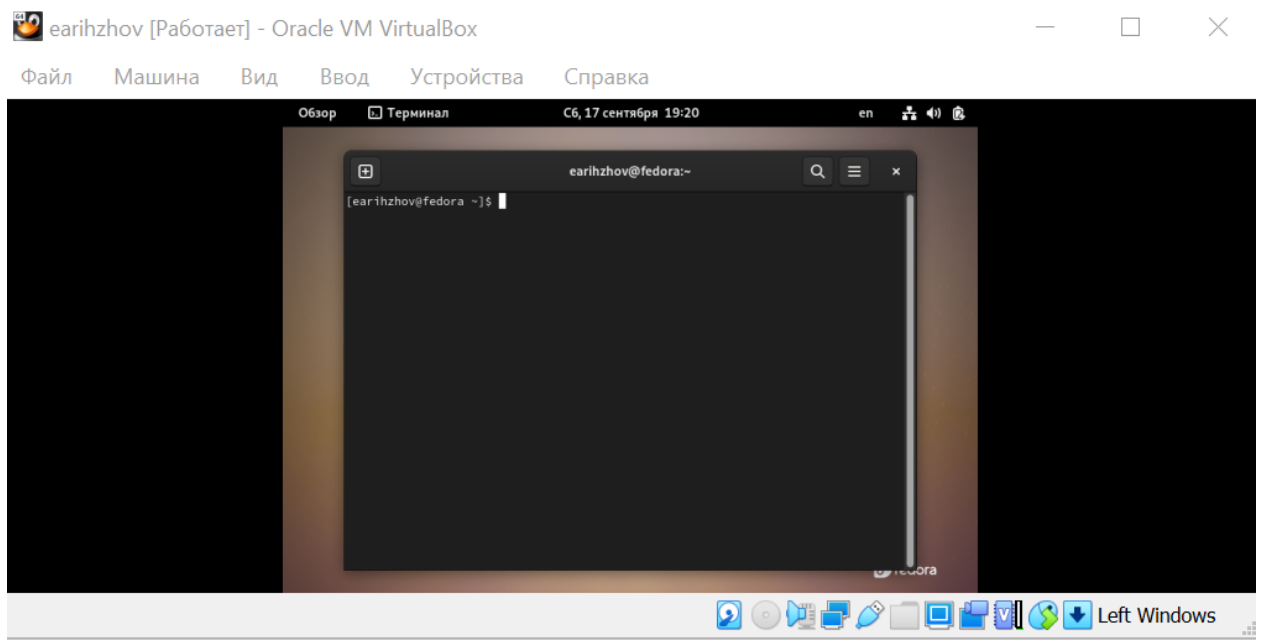 earihzhov [Работает] - Oracle VM VirtualBox
Файл Машина Вид Ввод Устройства Справка
Обзор Терминал Сб, 17 сентября 19:20 en
earihzhov@fedora:~
[earihzhov@fedora ~]$
fedora
Left Windows